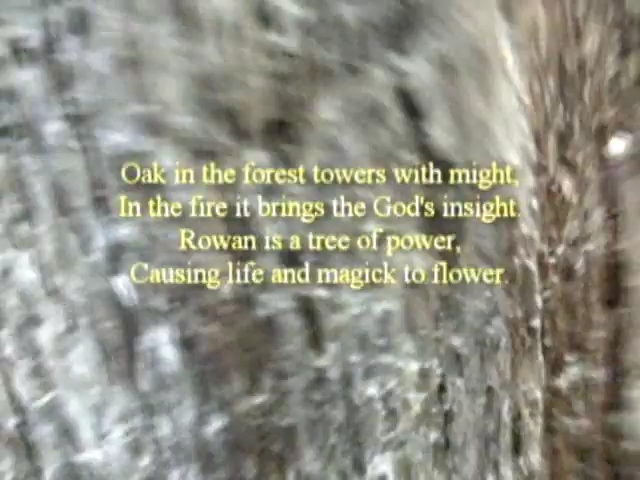 Oak in the forest towers with might,
In the fire it brings the God's insight.
Rowan is a tree of power,
Causing life and magick to flower.